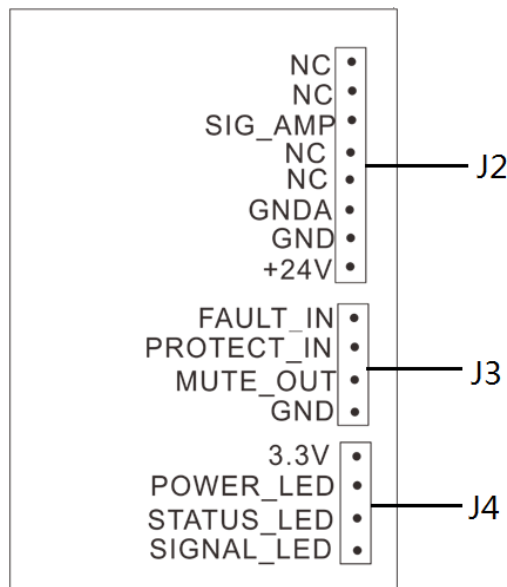 NC
NC
SIG_AMP
NC
NC
GNDA
GND
+24V
J2
FAULT_IN
PROTECT_IN
MUTE_OUT
GND
J3
3.3V
POWER_LED
STATUS_LED
SIGNAL_LED
J4